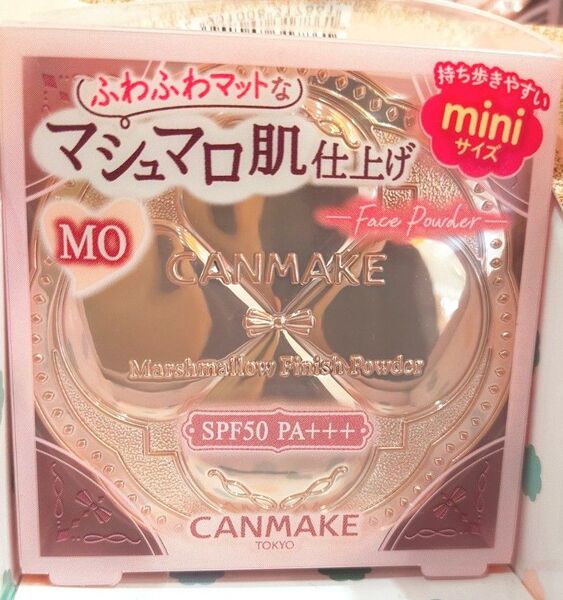 ふわふわマットな
マシュマロ肌仕上げ
持ち歩きやすい
mini
サイズ
Face Powder
MO
CANMAKE
Marshmallow Finish Powder
SPF50 PA+++
CANMAKE
TOKYO